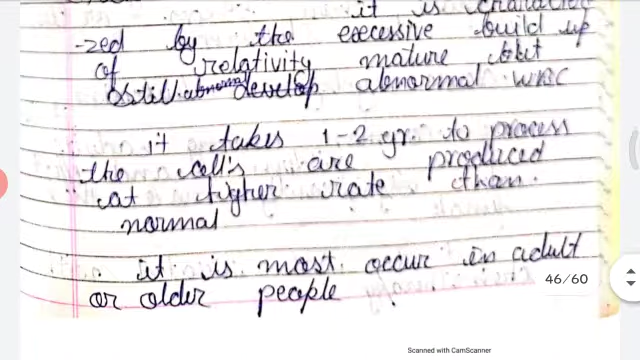 it is characteri
-zed by the excessive build up
of relativity mature but
still develop abnormal WBC
it takes 1-2 yr. to process
the cell's are produced
at higher rate than
normal
it is most occur in adult
or older people
46/60
Scanned with CamScanner